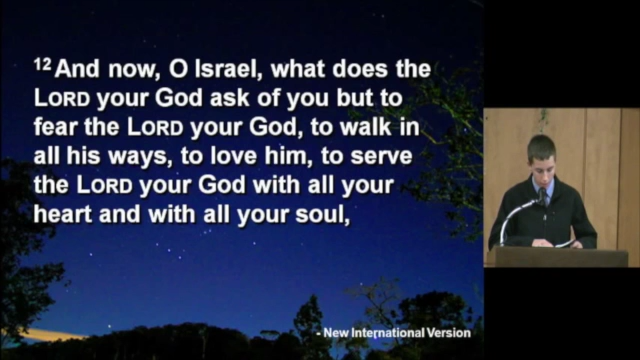 12 And now, O Israel, what does the
LORD your God ask of you but to
fear the LORD your God, to walk in
all his ways, to love him, to serve
the LORD your God with all your
heart and with all your soul,
- New International Version